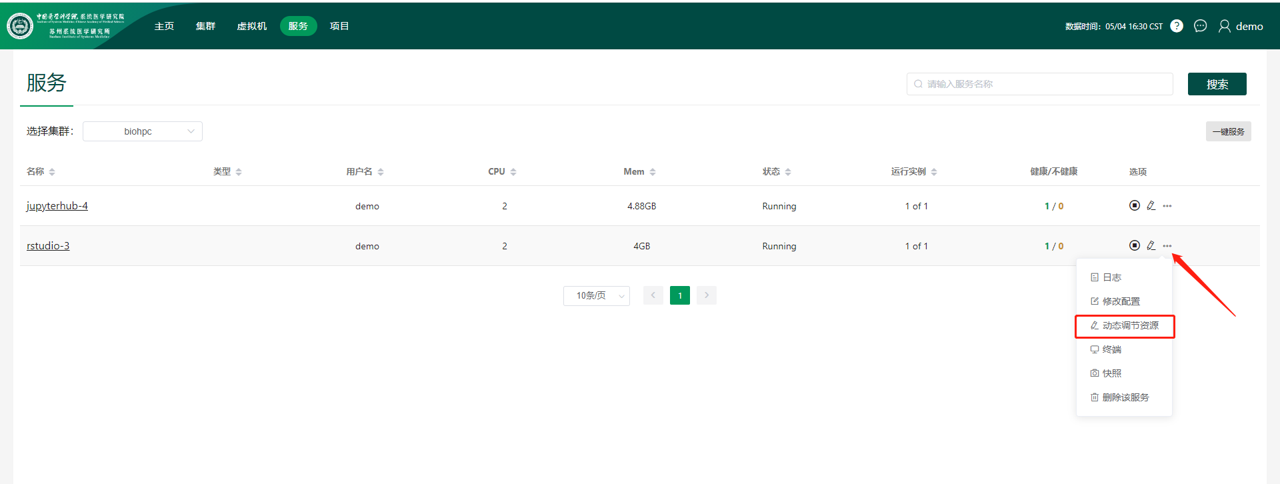 中国医学科学院 系统医学研究院
苏州系统医学研究所
主页 集群 虚拟机 服务 项目
数据时间: 05/04 16:30 CST ? demo
服务
请输入服务名称 搜索
选择集群: biohpc 一键服务
名称 类型 用户名 CPU Mem 状态 运行实例 健康/不健康 选项
jupyterhub-4 demo 2 4.88GB Running 1 of 1 1 / 0
rstudio-3 demo 2 4GB Running 1 of 1 1 / 0
日志
10条/页 1
修改配置
动态调节资源
终端
快照
删除该服务